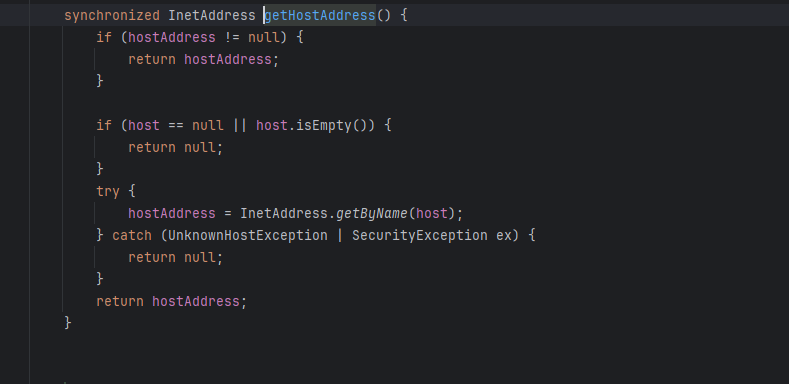 synchronized InetAddress getHostAddress() {
    if (hostAddress != null) {
        return hostAddress;
    }

    if (host == null || host.isEmpty()) {
        return null;
    }
    try {
        hostAddress = InetAddress.getByName(host);
    } catch (UnknownHostException | SecurityException ex) {
        return null;
    }
    return hostAddress;
}